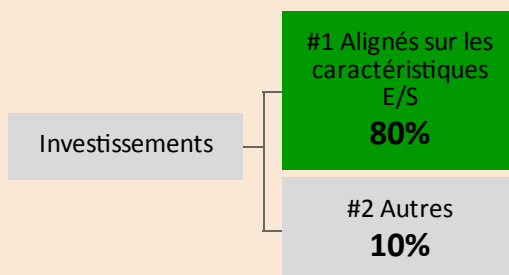 Investissements
#1 Alignés sur les
caractéristiques
E/S
80%
#2 Autres
10%